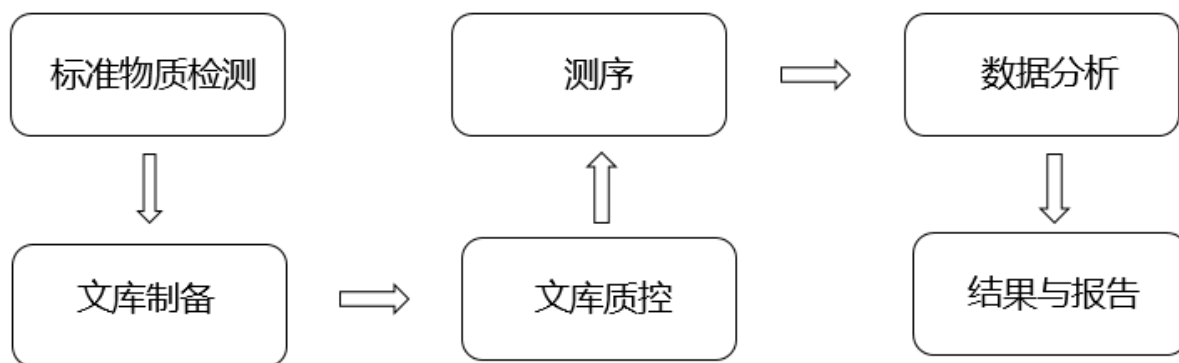 标准物质检测
测序
数据分析
文库制备
文库质控
结果与报告